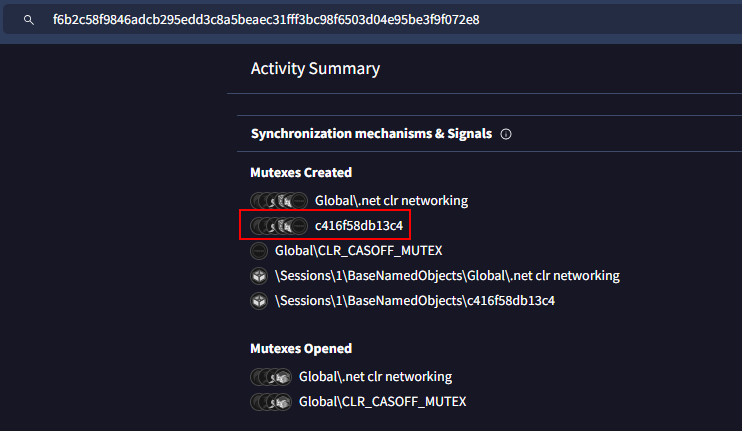 f6b2c58f9846adcb295edd3c8a5beaec31fff3bc98f6503d04e95be3f9f072e8
Activity Summary
Synchronization mechanisms & Signals
Mutexes Created
Global\.net clr networking
c416f58db13c4
Global\CLR_CASOFF_MUTEX
\Sessions\1\BaseNamedObjects\Global\.net clr networking
\Sessions\1\BaseNamedObjects\c416f58db13c4
Mutexes Opened
Global\.net clr networking
Global\CLR_CASOFF_MUTEX